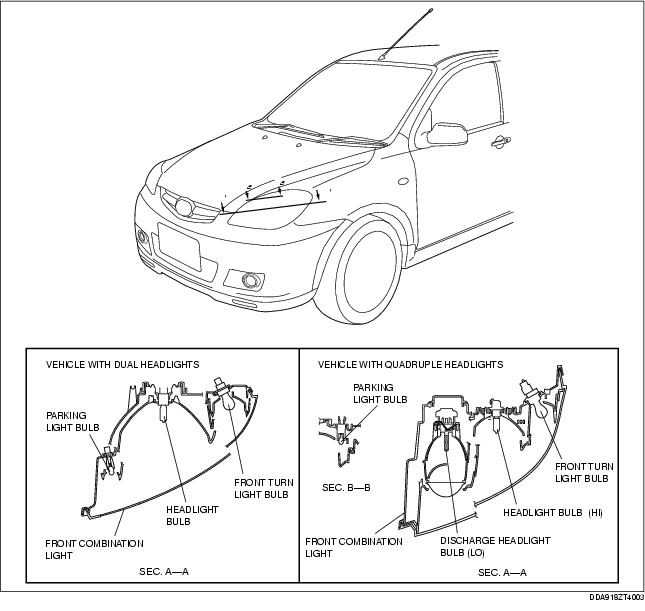 VEHICLE WITH DUAL HEADLIGHTS
PARKING
LIGHT BULB
FRONT TURN
LIGHT BULB
HEADLIGHT
BULB
FRONT COMBINATION
LIGHT
SEC. A—A
VEHICLE WITH QUADRUPLE HEADLIGHTS
PARKING
LIGHT BULB
SEC. B—B
FRONT TURN
LIGHT BULB
HEADLIGHT BULB (HI)
DISCHARGE HEADLIGHT
BULB (LO)
FRONT COMBINATION
LIGHT
SEC. A—A
DDA918ZT4003